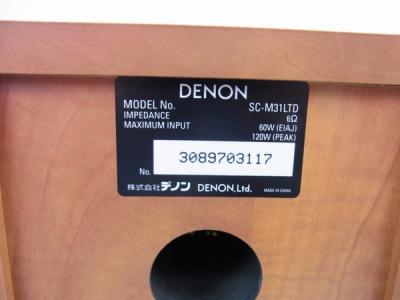 DENON
MODEL No. SC-M31LTD
IMPEDANCE 6Ω
MAXIMUM INPUT 60W (EIAJ)
120W (PEAK)
No. 3089703117
株式会社 デノン DENON, Ltd. MADE IN CHINA